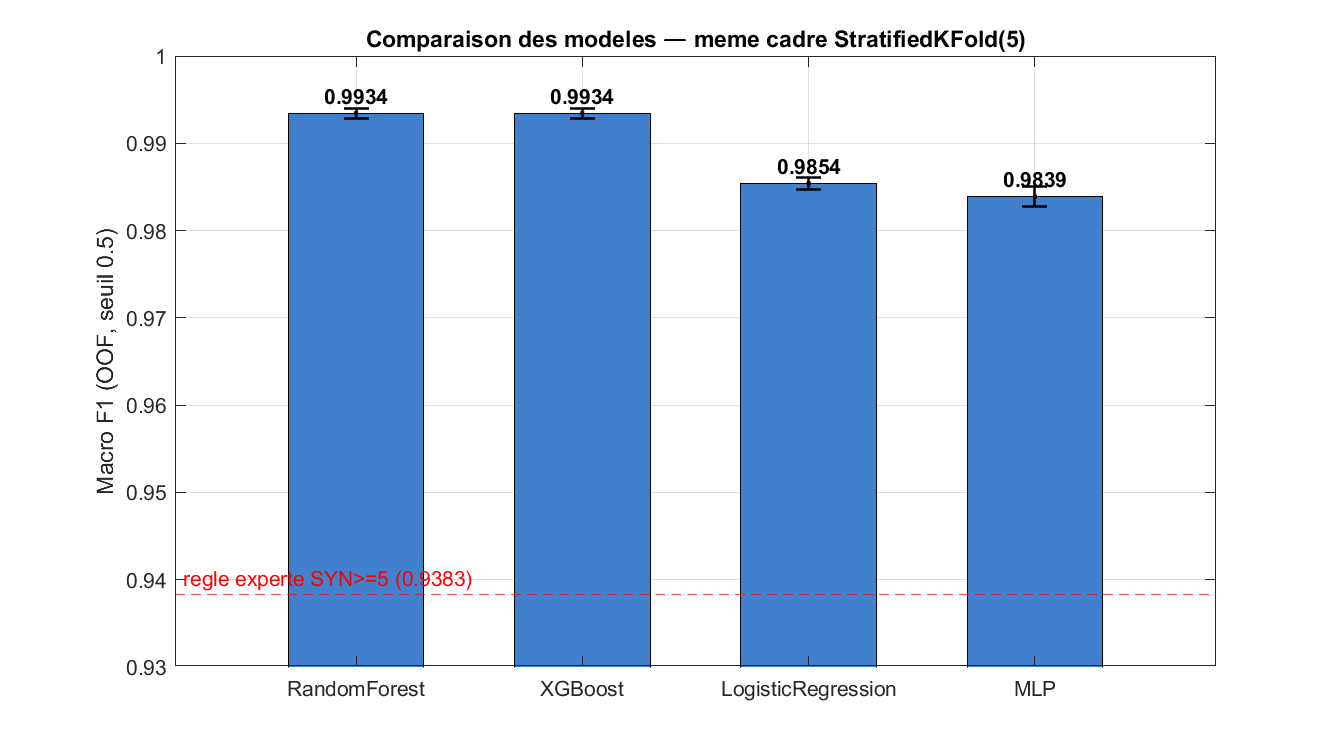 Comparaison des modeles — meme cadre StratifiedKFold(5)
Macro F1 (OOF, seuil 0.5)
1
0.99
0.98
0.97
0.96
0.95
0.94
0.93
0.9934
0.9934
0.9854
0.9839
regle experte SYN>=5 (0.9383)
RandomForest
XGBoost
LogisticRegression
MLP